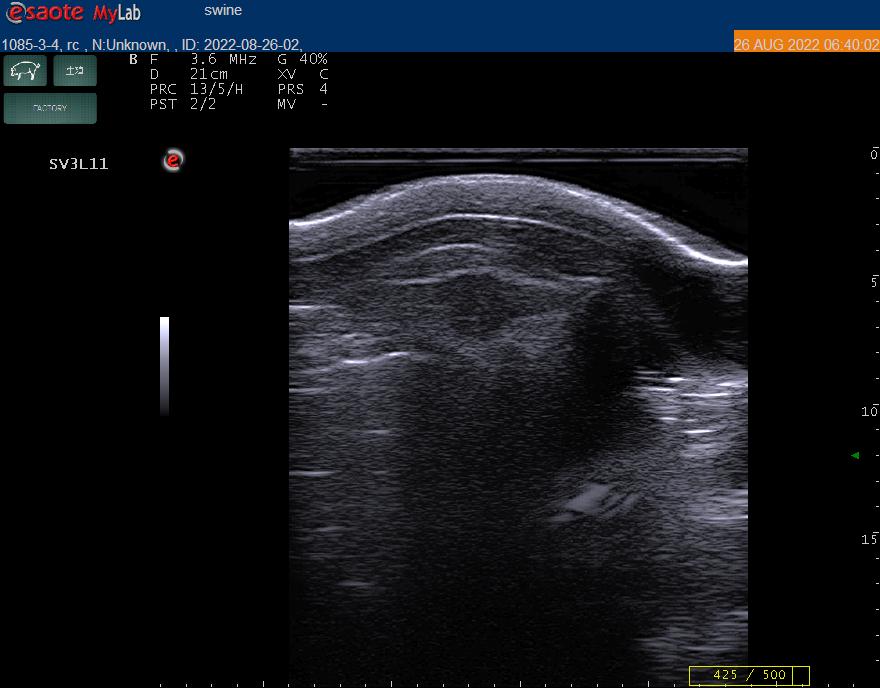 esaote MyLab
swine
1085-3-4, rc , N:Unknown, , ID: 2022-08-26-02,
26 AUG 2022 06:40:02
B F 3.6 MHz G 40%
D 21cm XV C
PRC 13/5/H PRS 4
PST 2/2 MV -
FACTORY
SV3L11
e
0
5
10
15
425 / 500